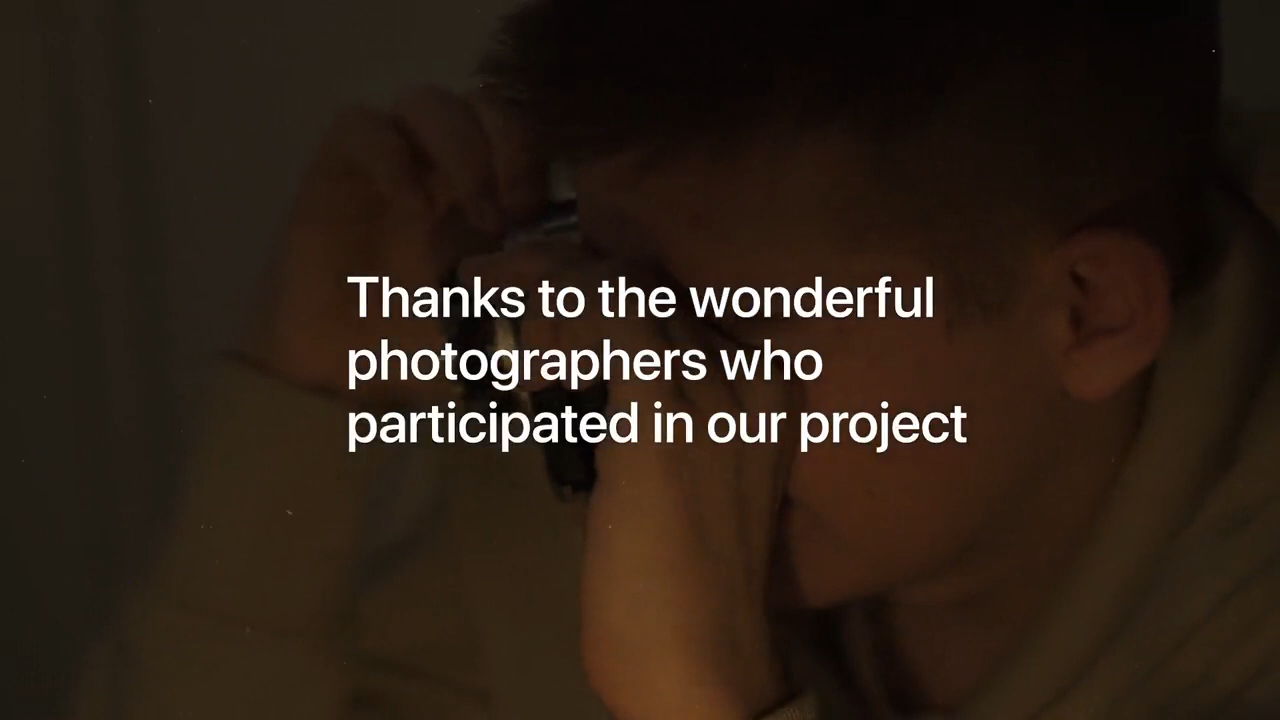 Thanks to the wonderful
photographers who
participated in our project